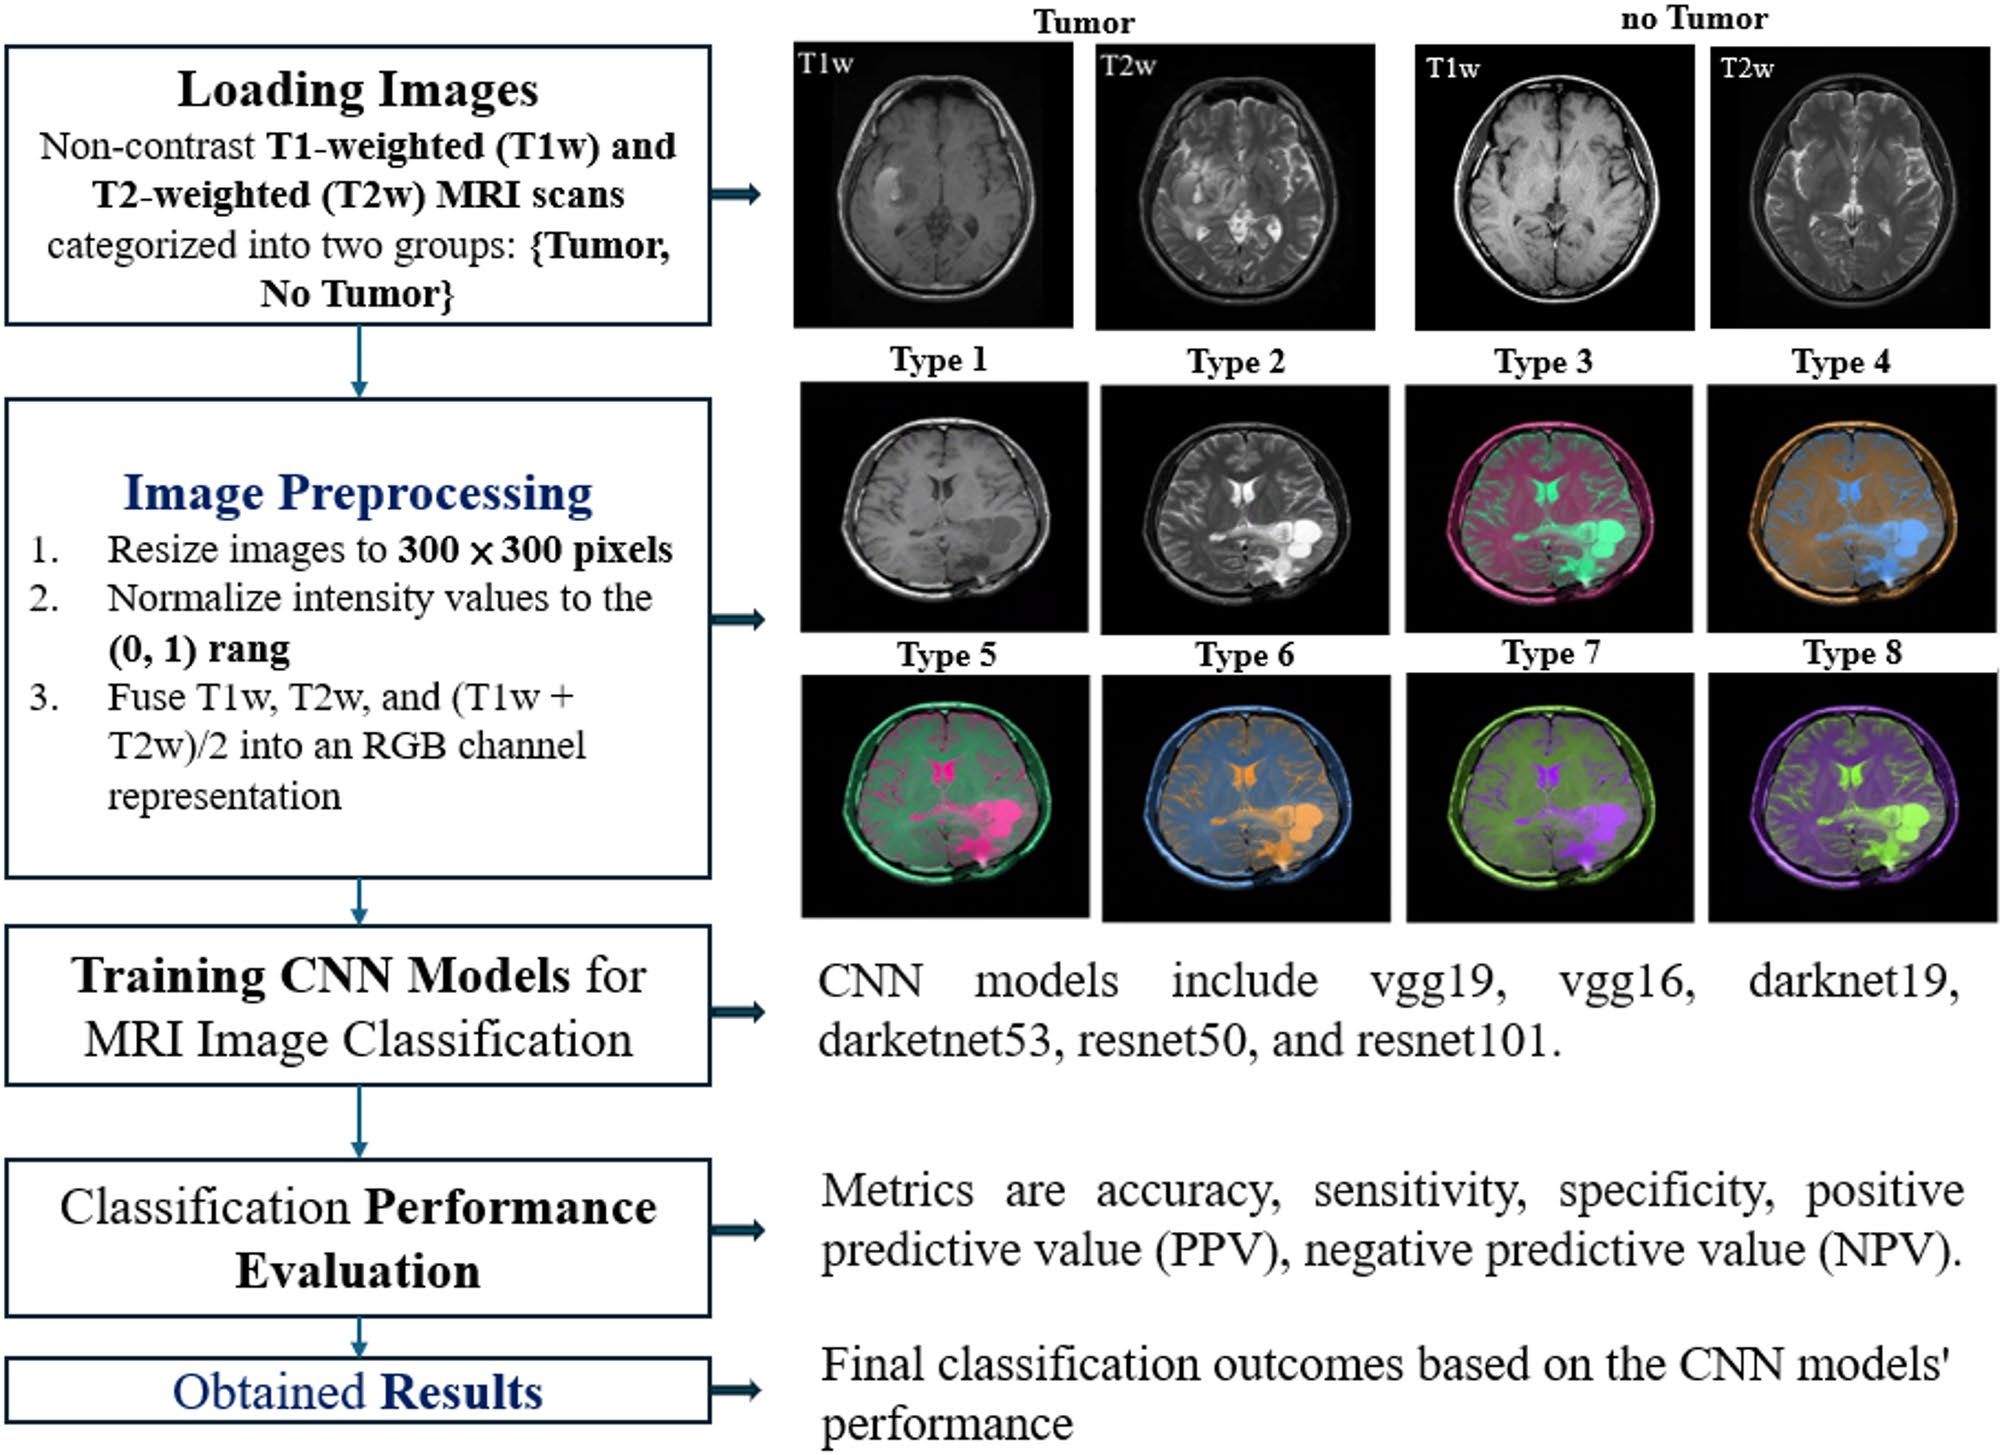 Loading Images
Non-contrast T1-weighted (T1w) and
T2-weighted (T2w) MRI scans
categorized into two groups: {Tumor,
No Tumor}
Tumor
no Tumor
T1w
T2w
T1w
T2w
Image Preprocessing
1. Resize images to 300 × 300 pixels
2. Normalize intensity values to the
(0, 1) rang
3. Fuse T1w, T2w, and (T1w +
T2w)/2 into an RGB channel
representation
Type 1
Type 2
Type 3
Type 4
Type 5
Type 6
Type 7
Type 8
Training CNN Models for
MRI Image Classification
CNN models include vgg19, vgg16, darknet19,
darketnet53, resnet50, and resnet101.
Classification Performance
Evaluation
Metrics are accuracy, sensitivity, specificity, positive
predictive value (PPV), negative predictive value (NPV).
Obtained Results
Final classification outcomes based on the CNN models'
performance